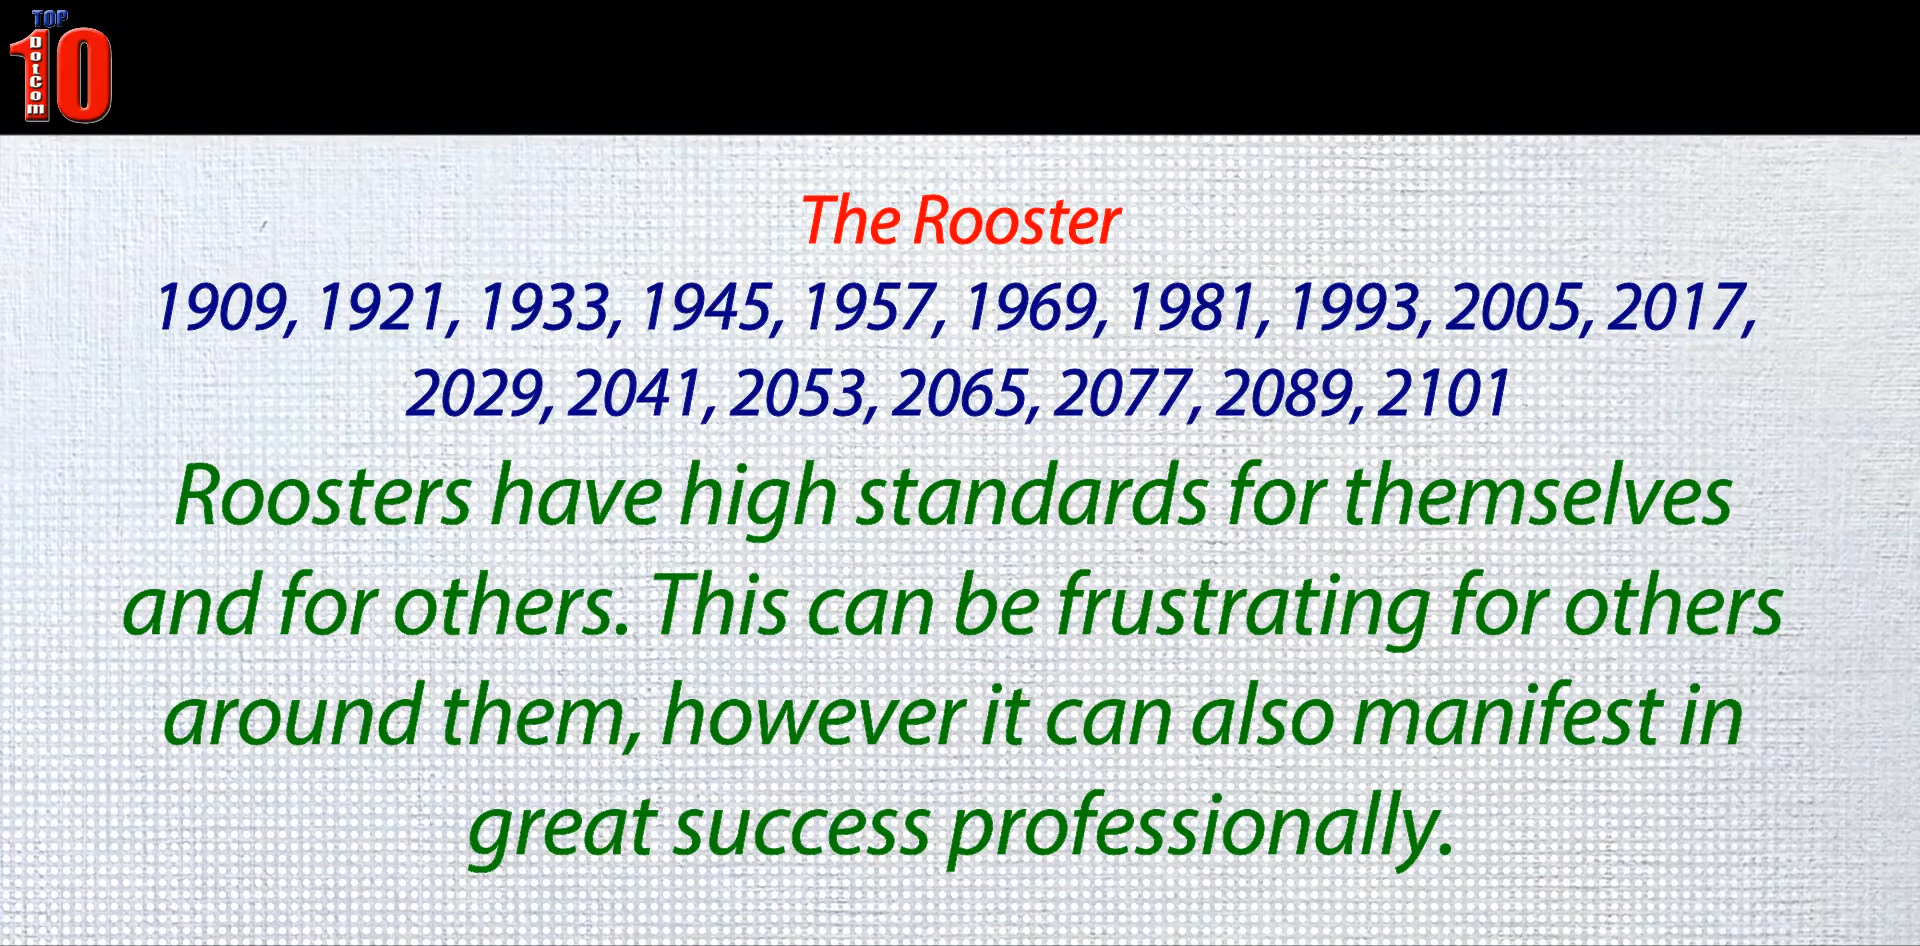 TOP
10
DotCom
The Rooster
1909, 1921, 1933, 1945, 1957, 1969, 1981, 1993, 2005, 2017,
2029, 2041, 2053, 2065, 2077, 2089, 2101
Roosters have high standards for themselves
and for others. This can be frustrating for others
around them, however it can also manifest in
great success professionally.